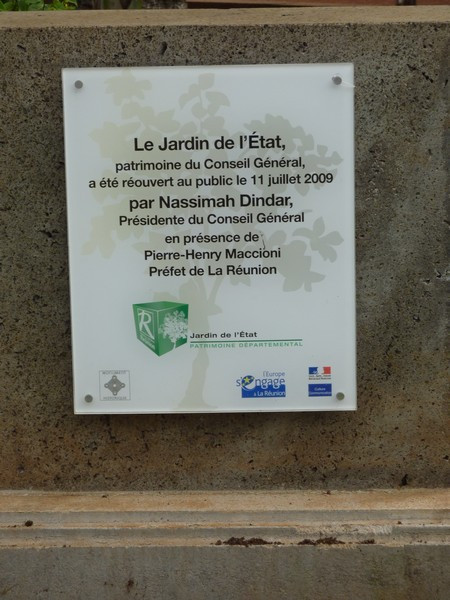 Le Jardin de l'État,
patrimoine du Conseil Général,
a été réouvert au public le 11 juillet 2009
par Nassimah Dindar,
Présidente du Conseil Général
en présence de
Pierre-Henry Maccioni
Préfet de La Réunion
R
Jardin de l'État
PATRIMOINE DÉPARTEMENTAL
l'Europe
s'engage
à La Réunion